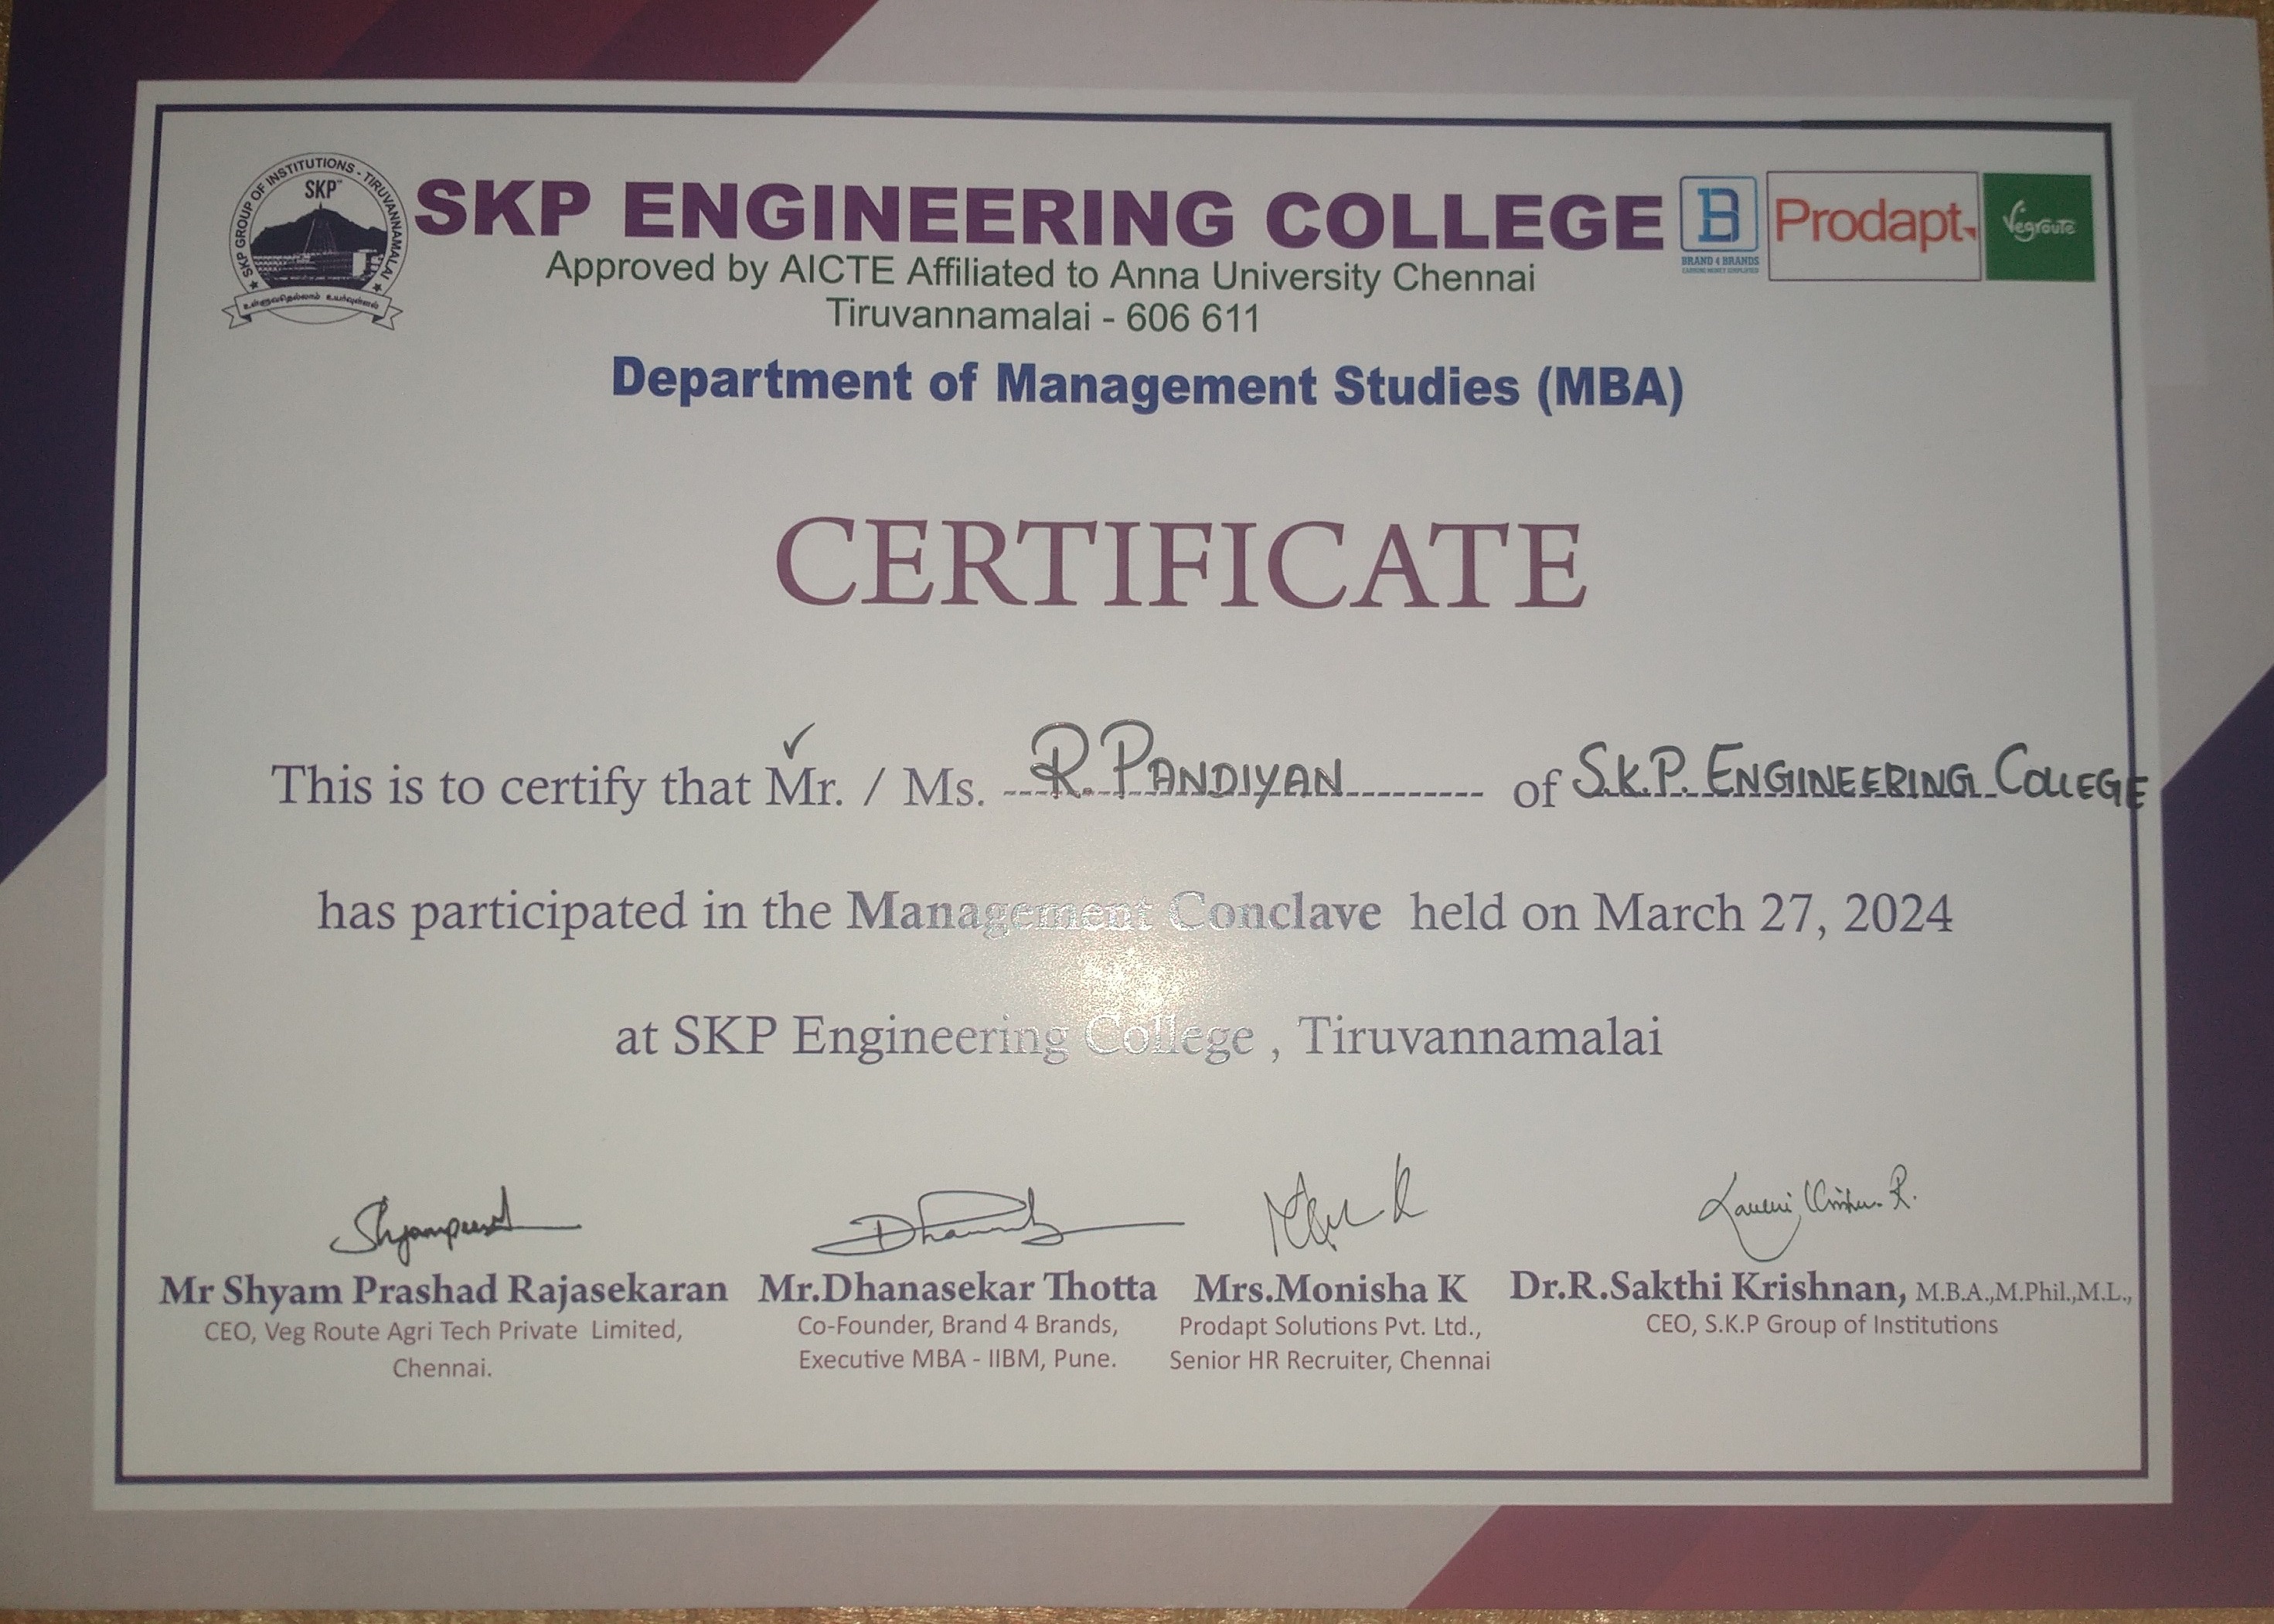 SKP GROUP OF INSTITUTIONS - TIRUVANNAMALAI
SKP
உள்ளுவதெல்லாம் உயர்வுள்ளல்
SKP ENGINEERING COLLEGE
BRAND 4 BRANDS
Prodapt
Vegroute
Approved by AICTE Affiliated to Anna University Chennai
Tiruvannamalai - 606 611
Department of Management Studies (MBA)
CERTIFICATE
This is to certify that Mr. / Ms. R. PANDIYAN of S.K.P. ENGINEERING COLLEGE
has participated in the Management Conclave held on March 27, 2024
at SKP Engineering College , Tiruvannamalai
Mr Shyam Prashad Rajasekaran
CEO, Veg Route Agri Tech Private Limited,
Chennai.
Mr.Dhanasekar Thotta
Co-Founder, Brand 4 Brands,
Executive MBA - IIBM, Pune.
Mrs.Monisha K
Prodapt Solutions Pvt. Ltd.,
Senior HR Recruiter, Chennai
Dr.R.Sakthi Krishnan, M.B.A.,M.Phil.,M.L.,
CEO, S.K.P Group of Institutions